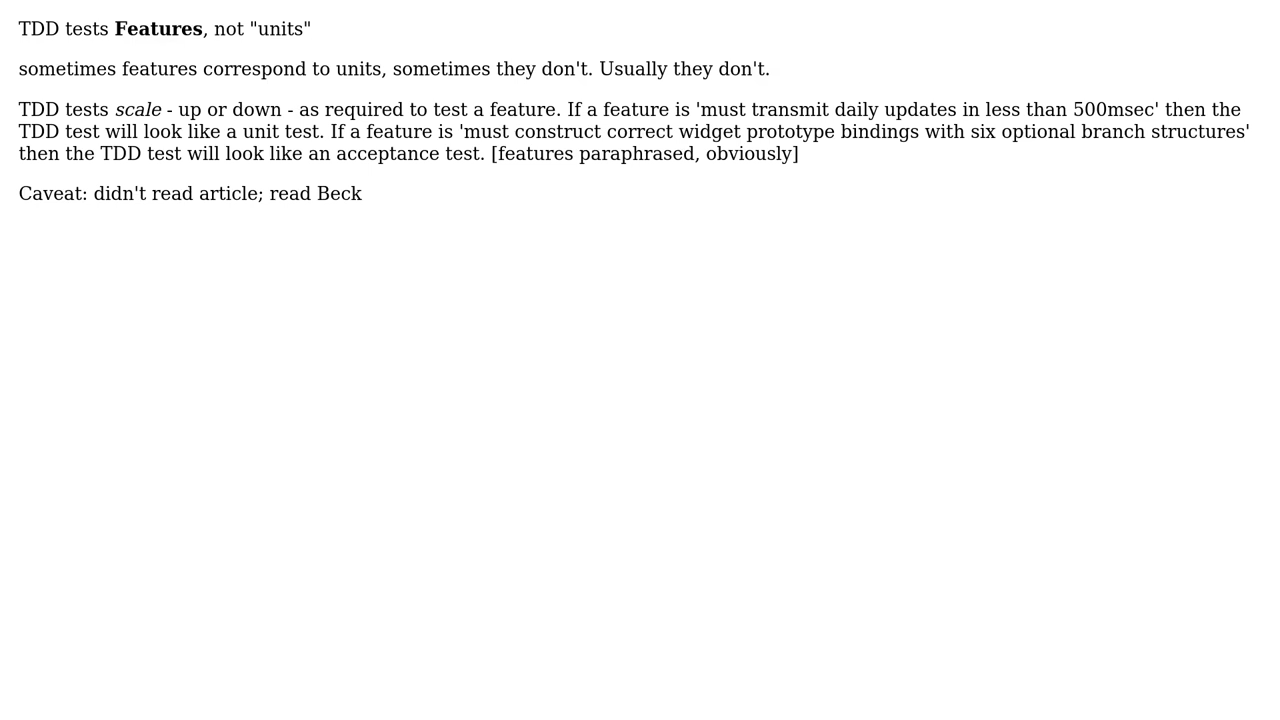 TDD tests Features, not "units"
sometimes features correspond to units, sometimes they don't. Usually they don't.
TDD tests scale - up or down - as required to test a feature. If a feature is 'must transmit daily updates in less than 500msec' then the
TDD test will look like a unit test. If a feature is 'must construct correct widget prototype bindings with six optional branch structures'
then the TDD test will look like an acceptance test. [features paraphrased, obviously]
Caveat: didn't read article; read Beck